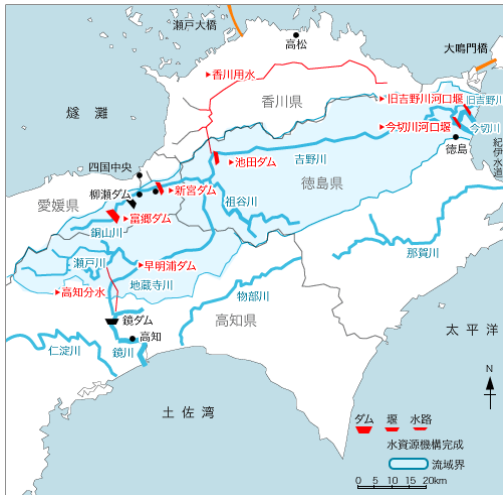 瀬戸大橋
高松
大鳴門橋
▶香川用水
香川県
▶旧吉野川河口堰
旧吉野川
燧灘
▶今切川河口堰
今切川
徳島
紀伊水道
四国中央
▶池田ダム
吉野川
柳瀬ダム
▶新宮ダム
徳島県
愛媛県
祖谷川
▶富郷ダム
銅山川
那賀川
瀬戸川
▶早明浦ダム
▶高知分水
地蔵寺川
物部川
鏡ダム
高知県
高知
仁淀川
鏡川
太平洋
土佐湾
N
ダム 堰 水路
水資源機構完成
流域界
0 5 10 20km